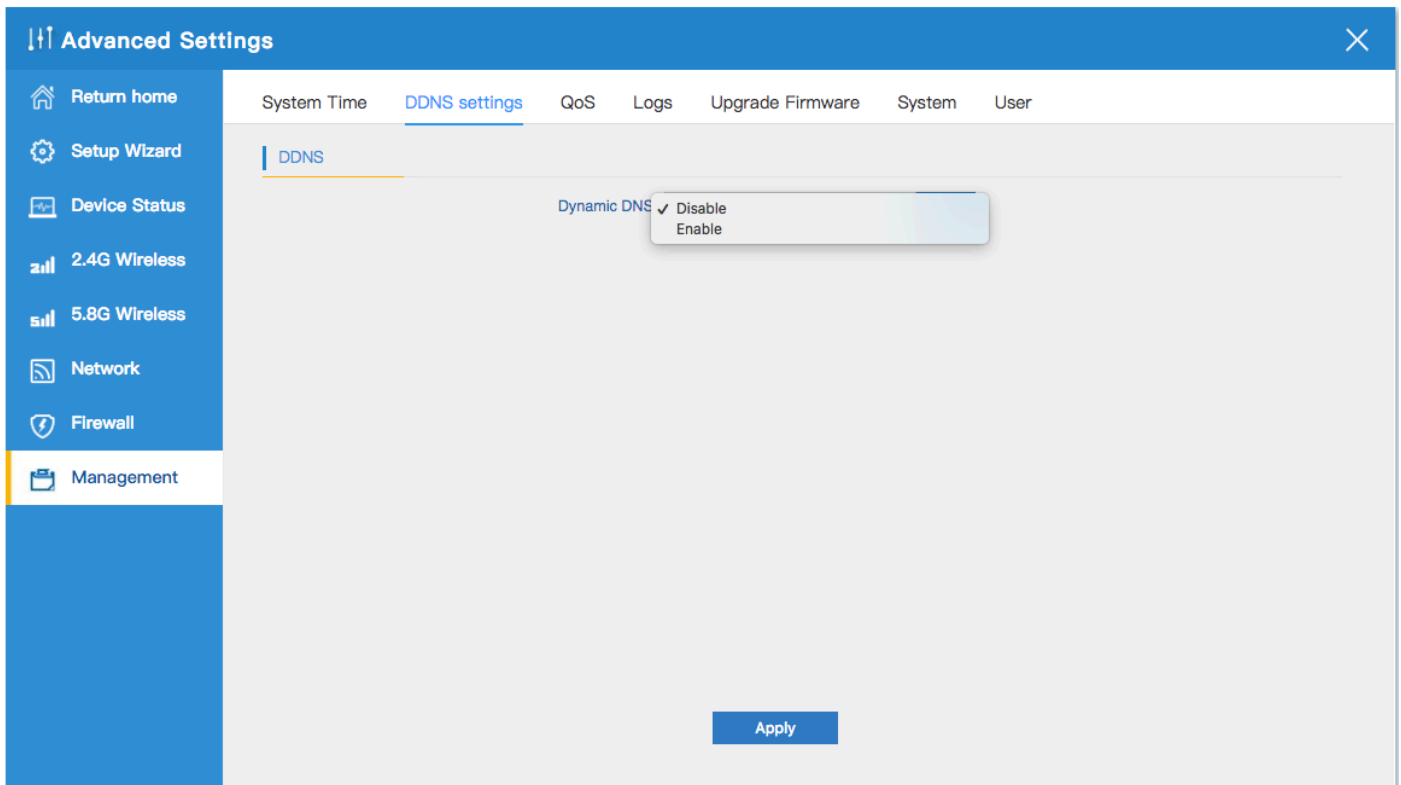 Advanced Settings
Return home
Setup Wizard
Device Status
2.4G Wireless
5.8G Wireless
Network
Firewall
Management
System Time DDNS settings QoS Logs Upgrade Firmware System User
DDNS
Dynamic DNS ✓ Disable
Enable
Apply